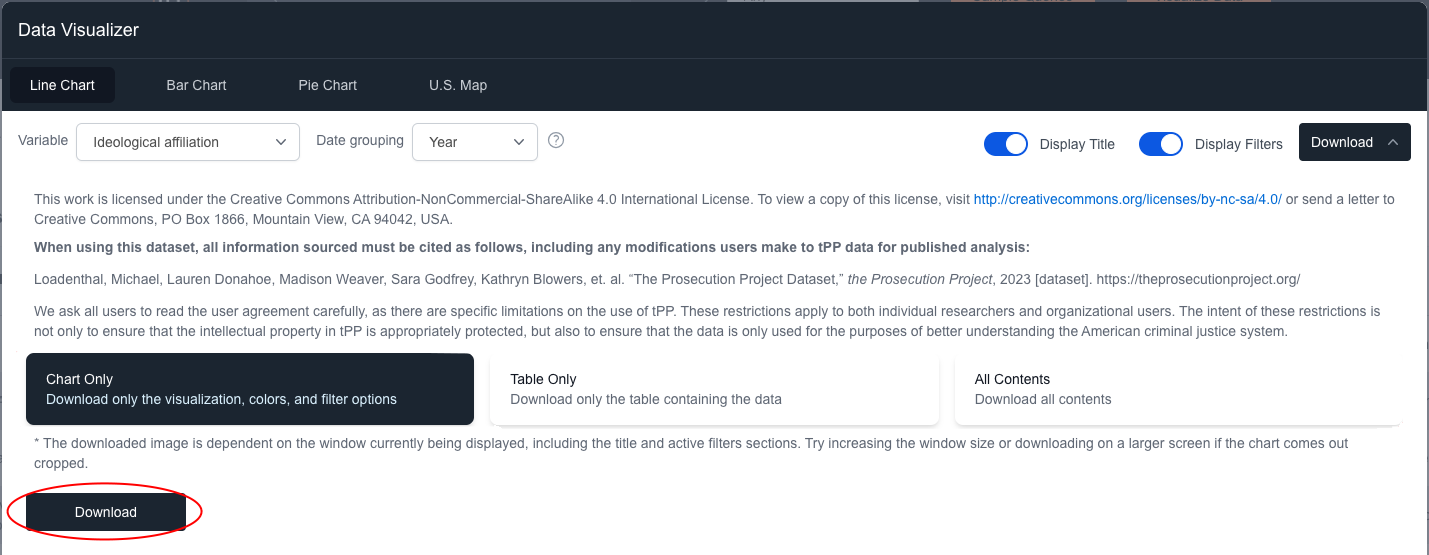 Data Visualizer
Line Chart Bar Chart Pie Chart U.S. Map
Variable Ideological affiliation Date grouping Year ? Display Title Display Filters Download
This work is licensed under the Creative Commons Attribution-NonCommercial-ShareAlike 4.0 International License. To view a copy of this license, visit http://creativecommons.org/licenses/by-nc-sa/4.0/ or send a letter to
Creative Commons, PO Box 1866, Mountain View, CA 94042, USA.
When using this dataset, all information sourced must be cited as follows, including any modifications users make to tPP data for published analysis:
Loadenthal, Michael, Lauren Donahoe, Madison Weaver, Sara Godfrey, Kathryn Blowers, et. al. “The Prosecution Project Dataset,” the Prosecution Project, 2023 [dataset]. https://theprosecutionproject.org/
We ask all users to read the user agreement carefully, as there are specific limitations on the use of tPP. These restrictions apply to both individual researchers and organizational users. The intent of these restrictions is
not only to ensure that the intellectual property in tPP is appropriately protected, but also to ensure that the data is only used for the purposes of better understanding the American criminal justice system.
Chart Only
Download only the visualization, colors, and filter options
Table Only
Download only the table containing the data
All Contents
Download all contents
* The downloaded image is dependent on the window currently being displayed, including the title and active filters sections. Try increasing the window size or downloading on a larger screen if the chart comes out
cropped.
Download